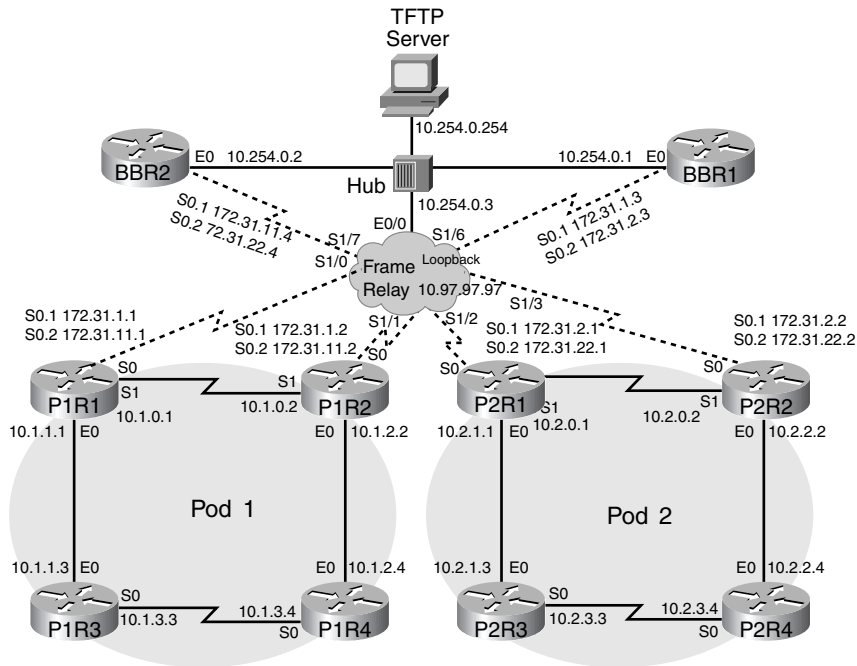 TFTP
Server
10.254.0.254
E0 10.254.0.2
10.254.0.1 E0
BBR2
BBR1
Hub
10.254.0.3
S0.1 172.31.11.4
S0.2 72.31.22.4
S0.1 172.31.1.3
S0.2 172.31.2.3
E0/0
S1/7
S1/6
S1/0
Loopback
Frame
Relay
10.97.97.97
S1/3
S1/1
S1/2
S0.1 172.31.1.1
S0.2 172.31.11.1
S0.1 172.31.1.2
S0.2 172.31.11.2
S0
S0.1 172.31.2.1
S0.2 172.31.22.1
S0.1 172.31.2.2
S0.2 172.31.22.2
S0
S1
10.1.0.1
S1
10.1.0.2
S0
S1
10.2.0.1
S0
S1
10.2.0.2
P1R1
P1R2
P2R1
P2R2
10.1.1.1 E0
E0 10.1.2.2
10.2.1.1 E0
E0 10.2.2.2
Pod 1
Pod 2
10.1.1.3 E0
E0 10.1.2.4
10.2.1.3 E0
E0 10.2.2.4
S0
10.1.3.3
10.1.3.4
S0
S0
10.2.3.3
10.2.3.4
S0
P1R3
P1R4
P2R3
P2R4